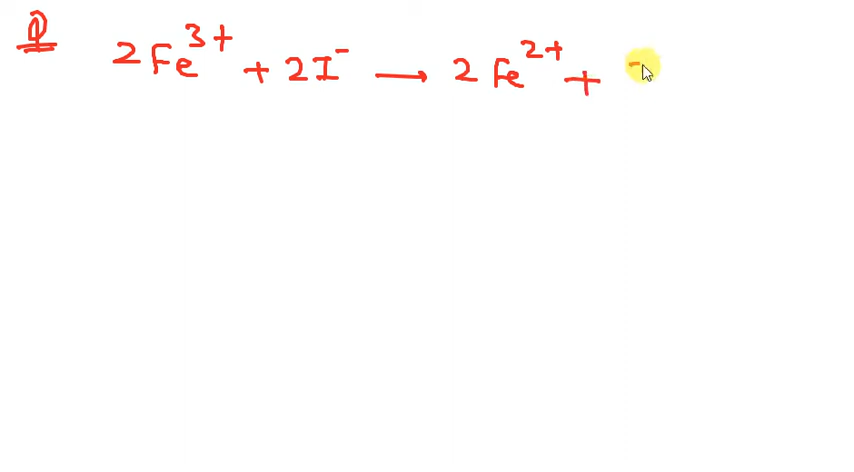 Q
2Fe³⁺ + 2I⁻ → 2Fe²⁺ +